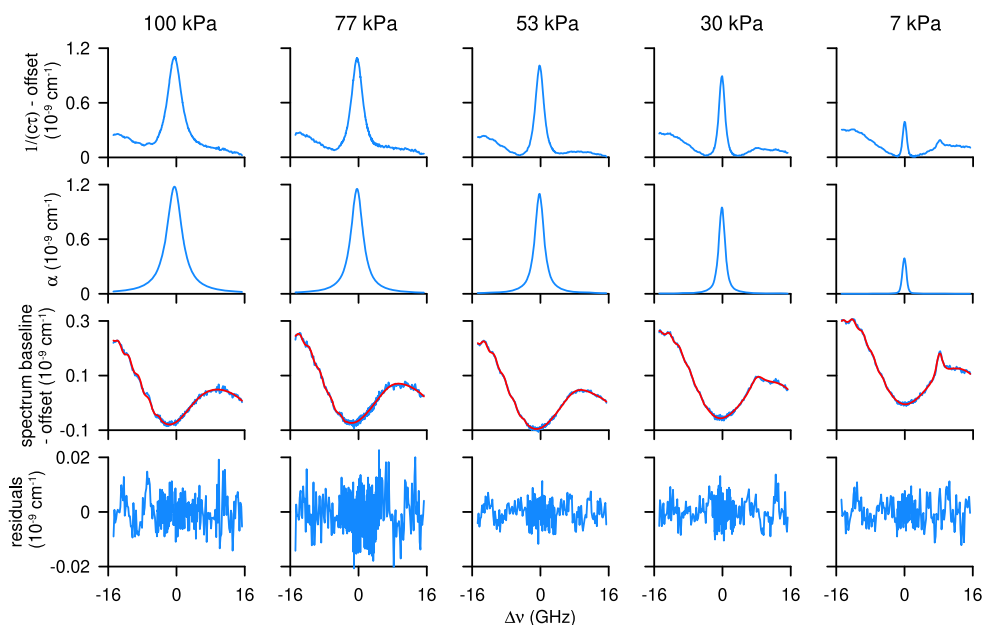 100 kPa 77 kPa 53 kPa 30 kPa 7 kPa
1/(cτ) - offset
(10⁻⁹ cm⁻¹)
1.2
0.6
0
α (10⁻⁹ cm⁻¹)
1.2
0.6
0
spectrum baseline
- offset (10⁻⁹ cm⁻¹)
0.3
0.1
-0.1
residuals
(10⁻⁹ cm⁻¹)
0.02
0
-0.02
-16 0 16 -16 0 16 -16 0 16 -16 0 16 -16 0 16
Δν (GHz)